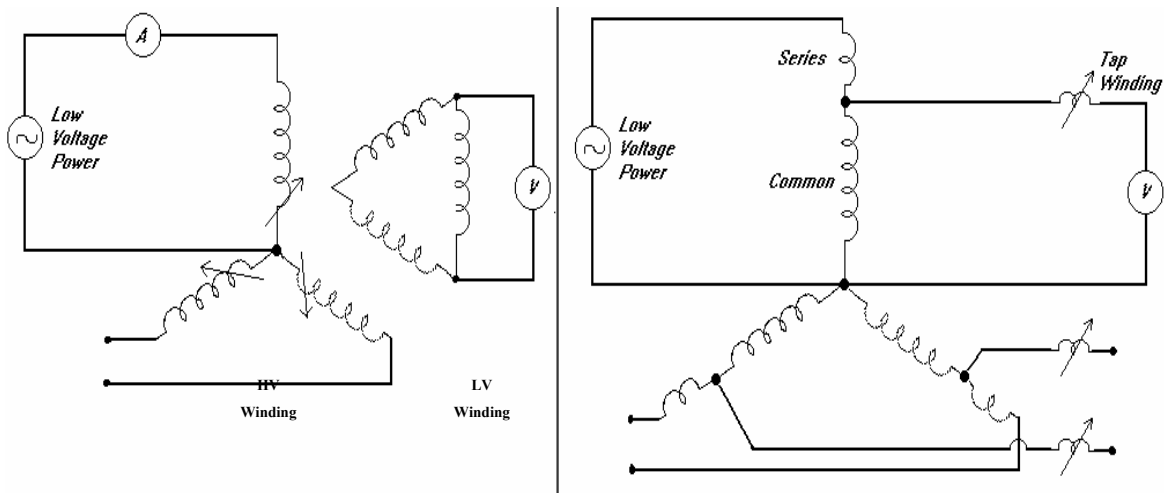 A
Low
Voltage
Power
V
HV
Winding
LV
Winding
Series
Tap
Winding
Low
Voltage
Power
Common
V